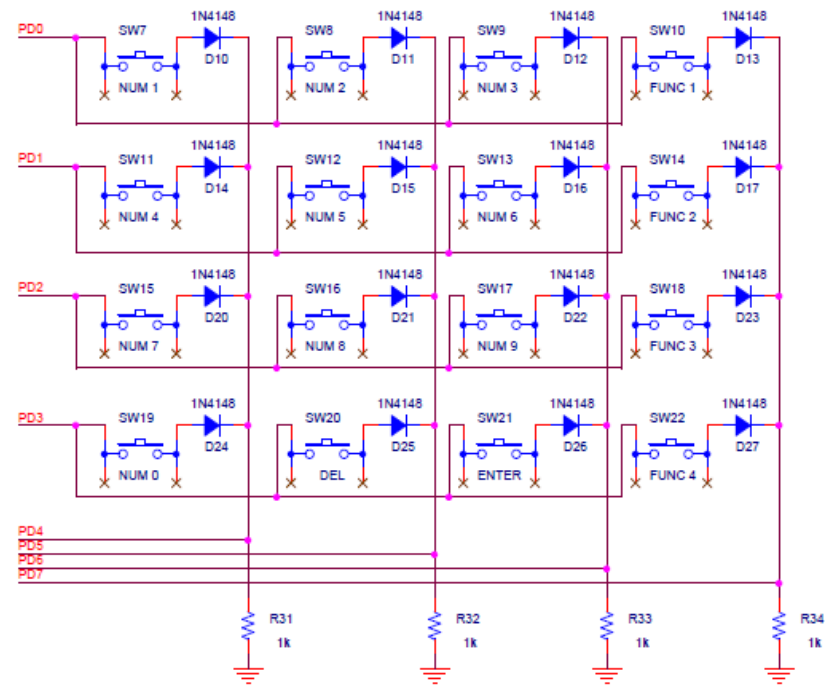 1N4148 1N4148 1N4148 1N4148
PD0 SW7 SW8 SW9 SW10
D10 D11 D12 D13
NUM 1 NUM 2 NUM 3 FUNC 1
1N4148 1N4148 1N4148 1N4148
PD1 SW11 SW12 SW13 SW14
D14 D15 D16 D17
NUM 4 NUM 5 NUM 6 FUNC 2
1N4148 1N4148 1N4148 1N4148
PD2 SW15 SW16 SW17 SW18
D20 D21 D22 D23
NUM 7 NUM 8 NUM 9 FUNC 3
1N4148 1N4148 1N4148 1N4148
PD3 SW19 SW20 SW21 SW22
D24 D25 D26 D27
NUM 0 DEL ENTER FUNC 4
PD4
PD5
PD6
PD7
R31 R32 R33 R34
1k 1k 1k 1k